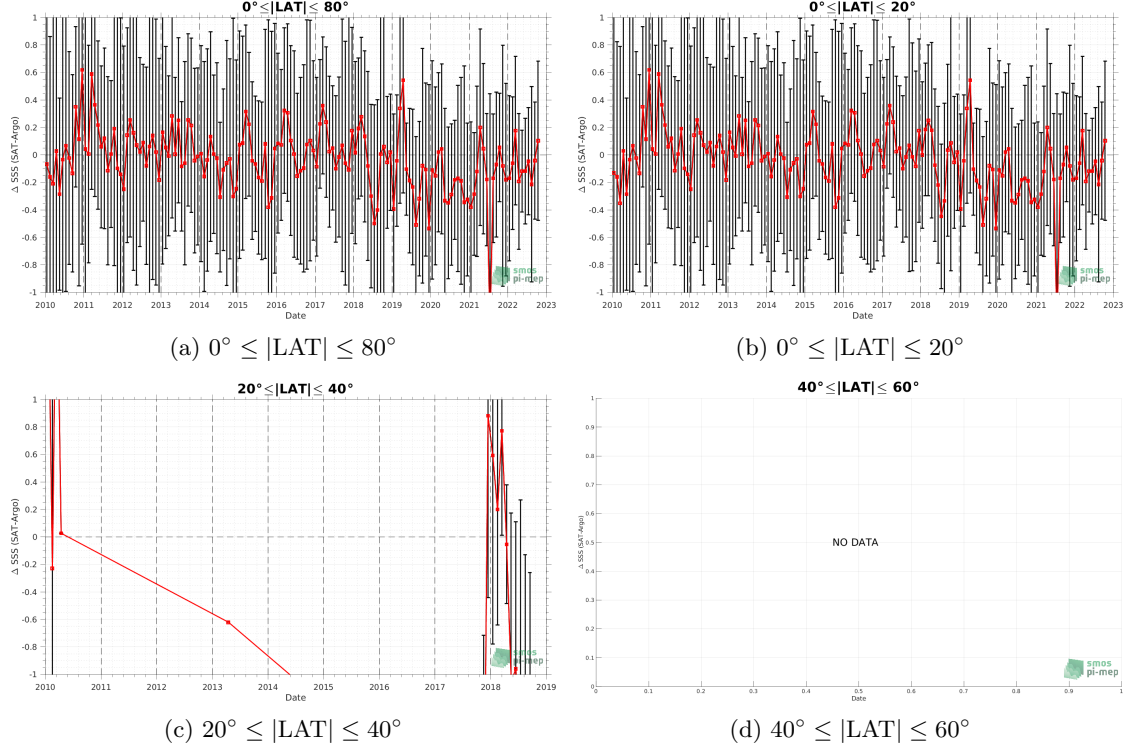 0°≤|LAT|≤ 80°
Δ SSS (SAT-Argo)
1
0.8
0.6
0.4
0.2
0
-0.2
-0.4
-0.6
-0.8
-1
2010 2011 2012 2013 2014 2015 2016 2017 2018 2019 2020 2021 2022 2023
Date
smos
pi-mep
(a) 0° ≤ |LAT| ≤ 80°
0°≤|LAT|≤ 20°
Δ SSS (SAT-Argo)
1
0.8
0.6
0.4
0.2
0
-0.2
-0.4
-0.6
-0.8
-1
2010 2011 2012 2013 2014 2015 2016 2017 2018 2019 2020 2021 2022 2023
Date
smos
pi-mep
(b) 0° ≤ |LAT| ≤ 20°
20°≤|LAT|≤ 40°
Δ SSS (SAT-Argo)
1
0.8
0.6
0.4
0.2
0
-0.2
-0.4
-0.6
-0.8
-1
2010 2011 2012 2013 2014 2015 2016 2017 2018 2019
Date
smos
pi-mep
(c) 20° ≤ |LAT| ≤ 40°
40°≤|LAT|≤ 60°
Δ SSS (SAT-Argo)
1
0.9
0.8
0.7
0.6
0.5
0.4
0.3
0.2
0.1
0
NO DATA
0 0.1 0.2 0.3 0.4 0.5 0.6 0.7 0.8 0.9 1
Date
smos
pi-mep
(d) 40° ≤ |LAT| ≤ 60°